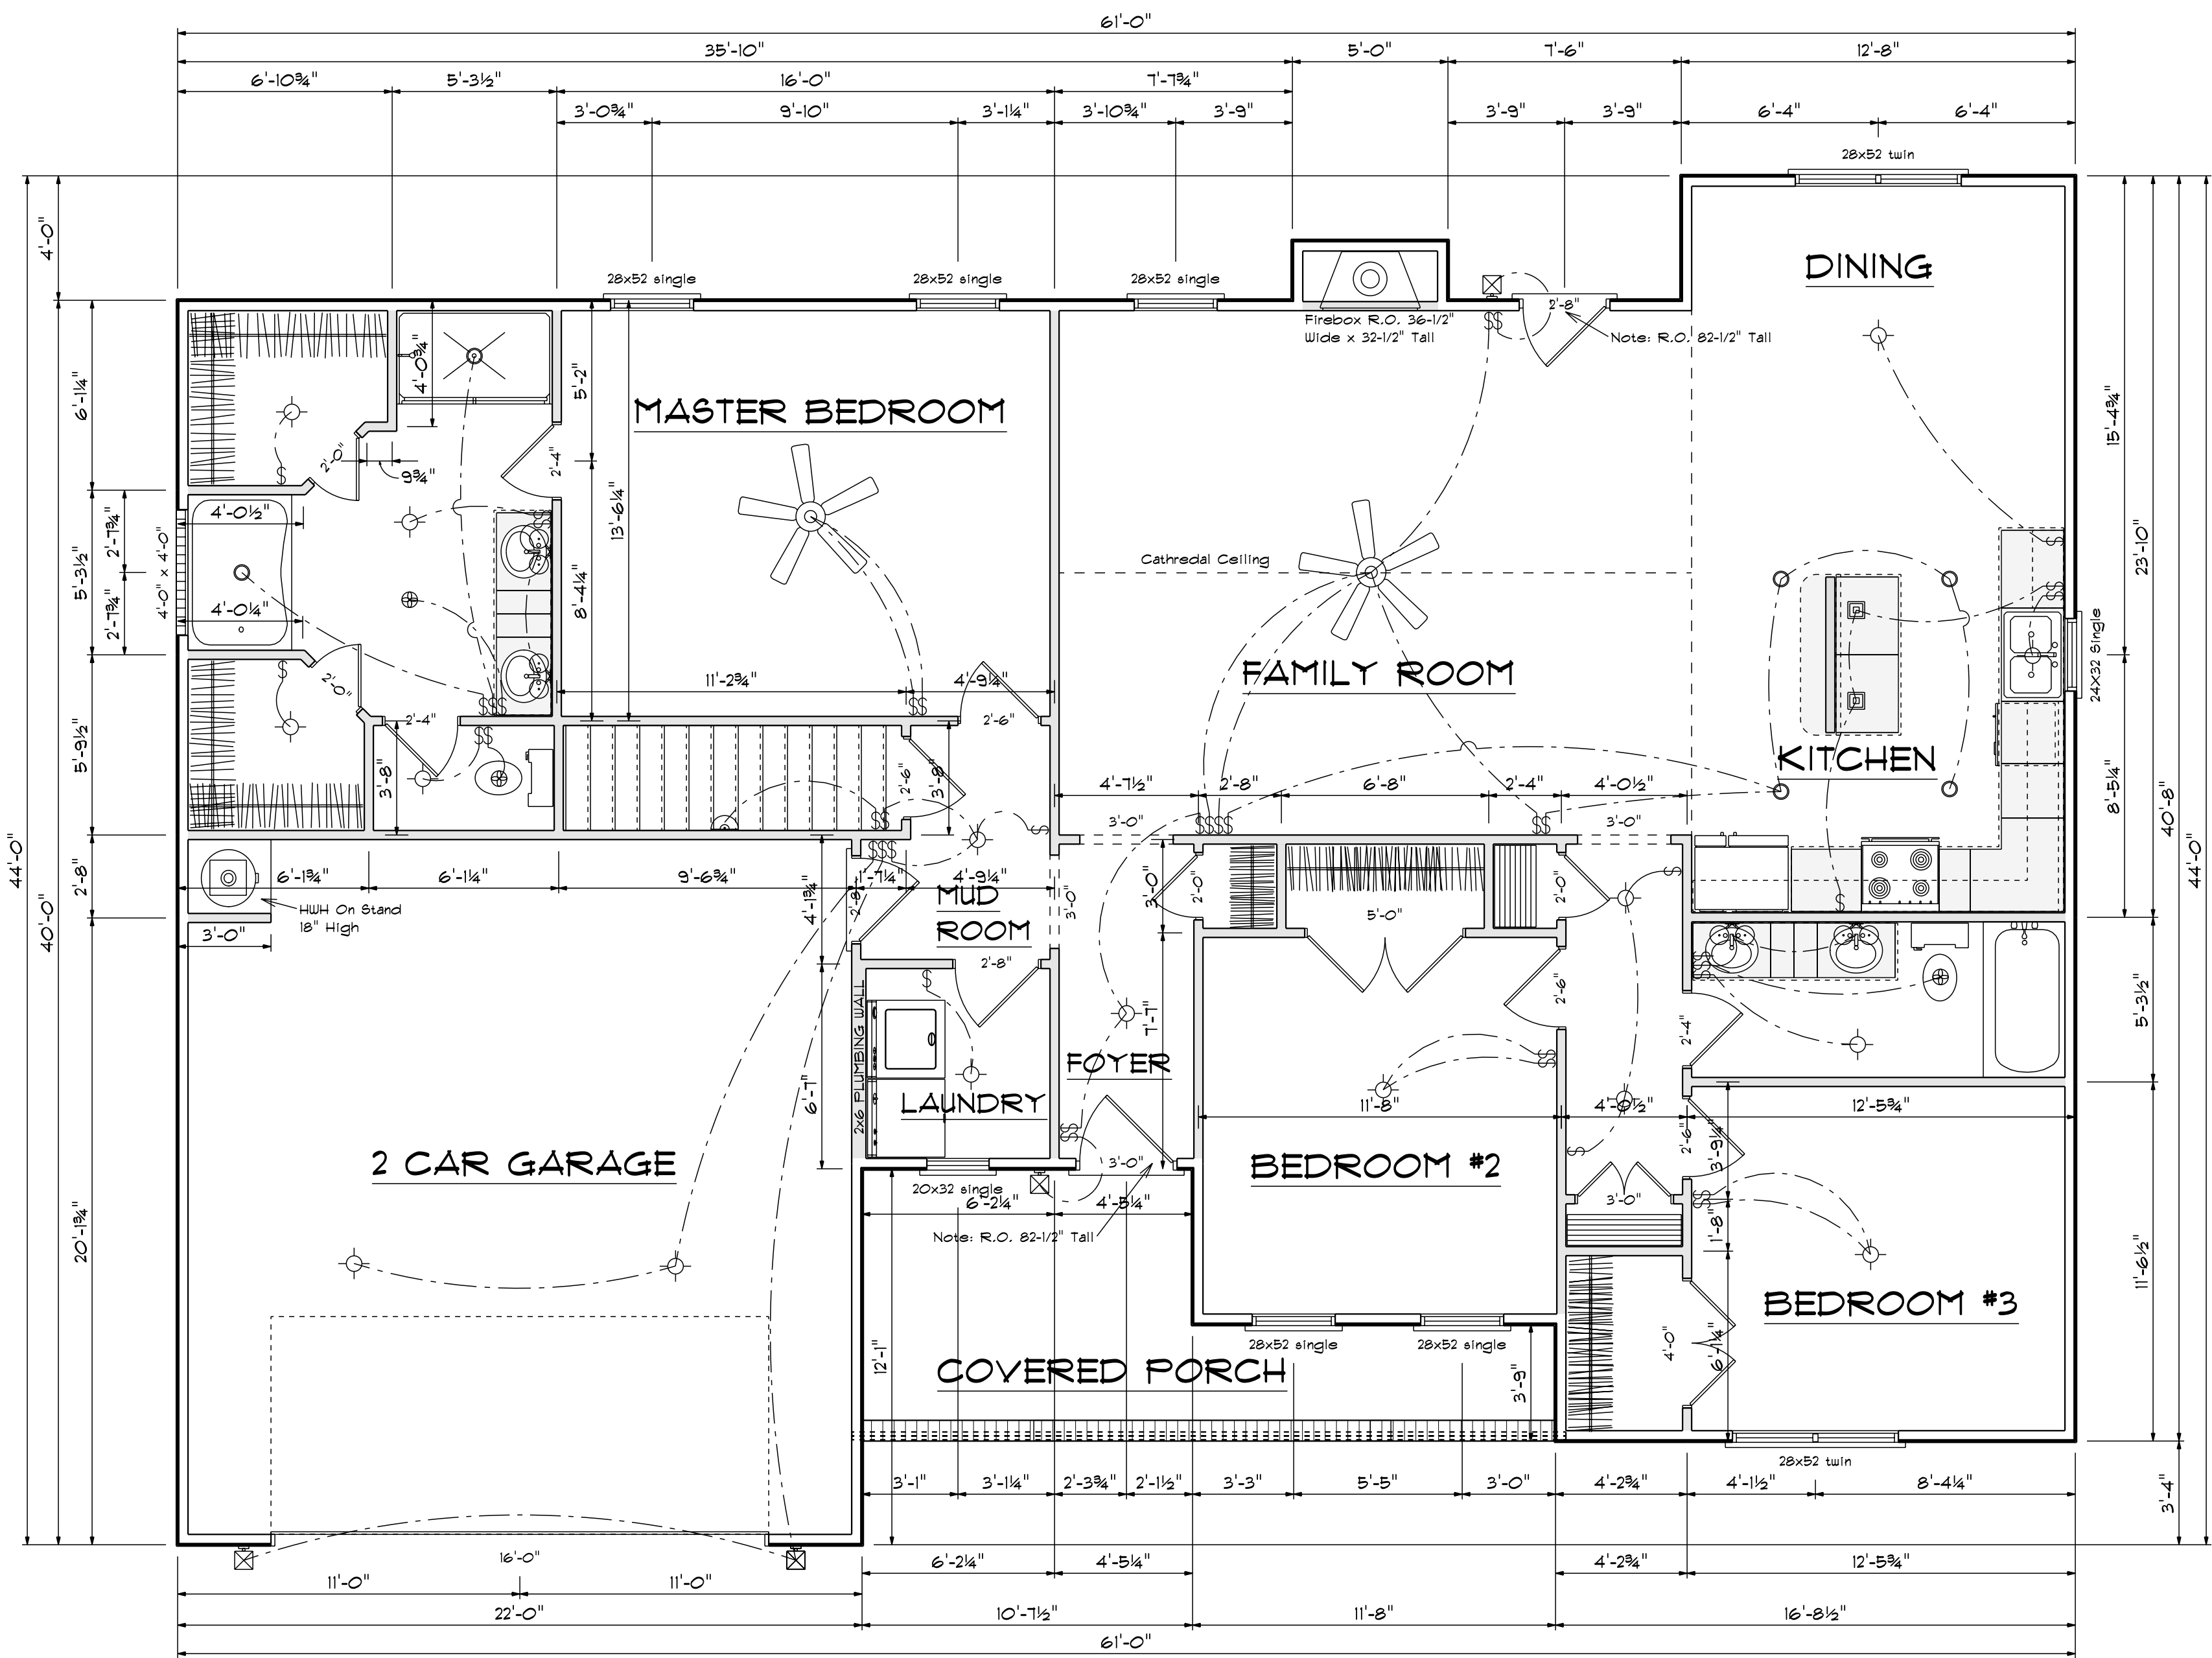 61'-0"
35'-10" 5'-0" 7'-6" 12'-8"
6'-10¾" 5'-3½" 16'-0" 7'-7¾"
3'-0¾" 9'-10" 3'-1¼" 3'-10¾" 3'-9" 3'-9" 3'-9" 6'-4" 6'-4"
28x52 twin
4'-0"
DINING
28x52 single 28x52 single 28x52 single
2'-8"
Firebox R.O. 36-1/2"
Wide x 32-1/2" Tall
Note: R.O. 82-1/2" Tall
4'-0¾"
5'-2"
6'-1¼"
MASTER BEDROOM
15'-4¾"
2'-0"
9¾"
2'-4"
13'-6¼"
4'-0½"
2'-7¾"
5'-3½"
4'-0" x 4'-0"
Cathredal Ceiling
23'-10"
8'-4¼"
4'-0¼"
2'-7¾"
24X32 Single
FAMILY ROOM
2'-0"
11'-2¾" 4'-9¼"
2'-4"
2'-6"
5'-9½"
KITCHEN
3'-8"
2'-6"
3'-8"
4'-7½" 2'-8" 6'-8" 2'-4" 4'-0½"
8'-5¼"
40'-8"
3'-0" 3'-0"
44'-0"
40'-0"
2'-8"
6'-1¾" 6'-1¼" 9'-6¾" 1'-7¼" 4'-9¼"
44'-0"
HWH On Stand
18" High
3'-0"
4'-1¾"
2'-8"
MUD
ROOM
3'-0"
3'-0"
2'-0"
5'-0"
2'-0"
2'-8"
2'-6"
5'-3½"
2x6 PLUMBING WALL
7'-7"
2'-4"
FOYER
6'-7"
LAUNDRY
11'-8" 4'-0½" 12'-5¾"
2'-6"
3'-9¼"
2 CAR GARAGE
3'-0"
BEDROOM #2
20x32 single
6'-2¼" 4'-5¼"
3'-0"
Note: R.O. 82-1/2" Tall
1'-8"
20'-1¾"
11'-6½"
BEDROOM #3
12'-1"
28x52 single 28x52 single
4'-0"
6'-1¼"
COVERED PORCH
3'-9"
28x52 twin
3'-1" 3'-1¼" 2'-3¾" 2'-1½" 3'-3" 5'-5" 3'-0" 4'-2¾" 4'-1½" 8'-4¼"
3'-4"
16'-0"
6'-2¼" 4'-5¼" 4'-2¾" 12'-5¾"
11'-0" 11'-0"
22'-0" 10'-7½" 11'-8" 16'-8½"
61'-0"